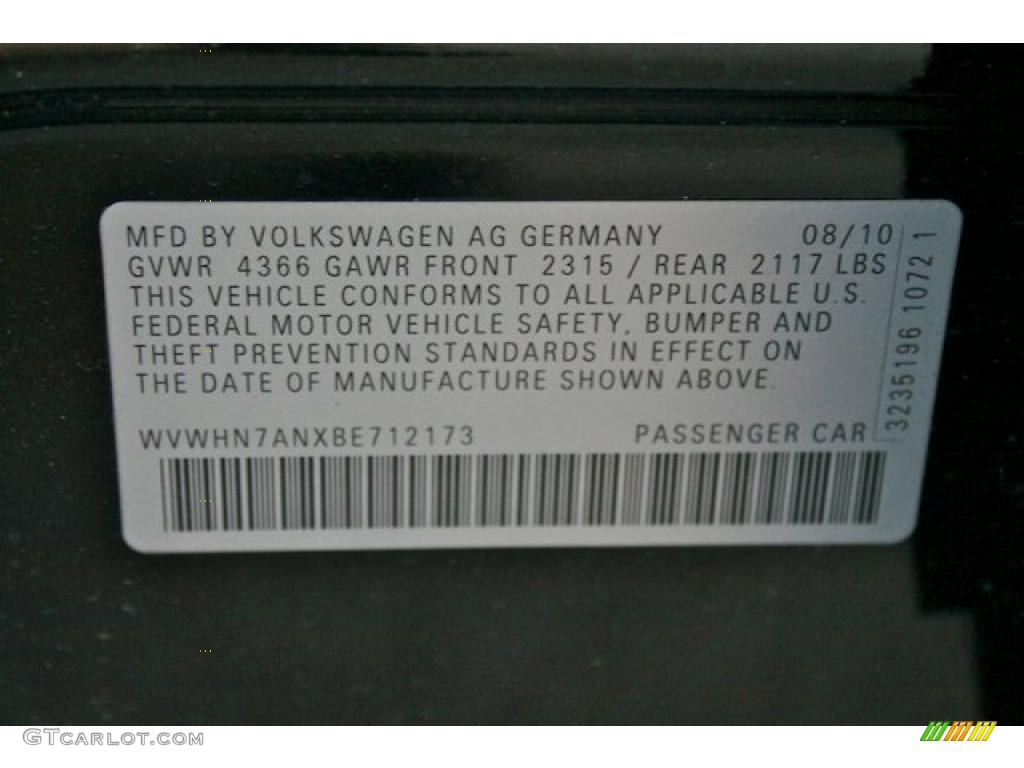 MFD BY VOLKSWAGEN AG GERMANY 08/10
GVWR 4366 GAWR FRONT 2315 / REAR 2117 LBS
THIS VEHICLE CONFORMS TO ALL APPLICABLE U.S.
FEDERAL MOTOR VEHICLE SAFETY, BUMPER AND
THEFT PREVENTION STANDARDS IN EFFECT ON
THE DATE OF MANUFACTURE SHOWN ABOVE.
WVWHN7ANXBE712173 PASSENGER CAR
3235196 1072 1
GTCARLOT.COM